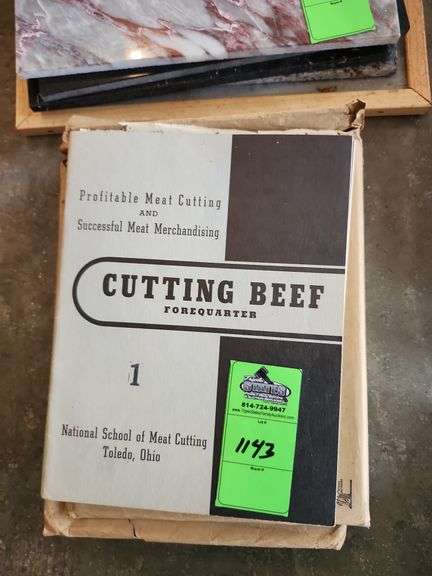 Profitable Meat Cutting
AND
Successful Meat Merchandising
CUTTING BEEF
FOREQUARTER
1
National School of Meat Cutting
Toledo, Ohio
814-724-9947
Lot #
1143